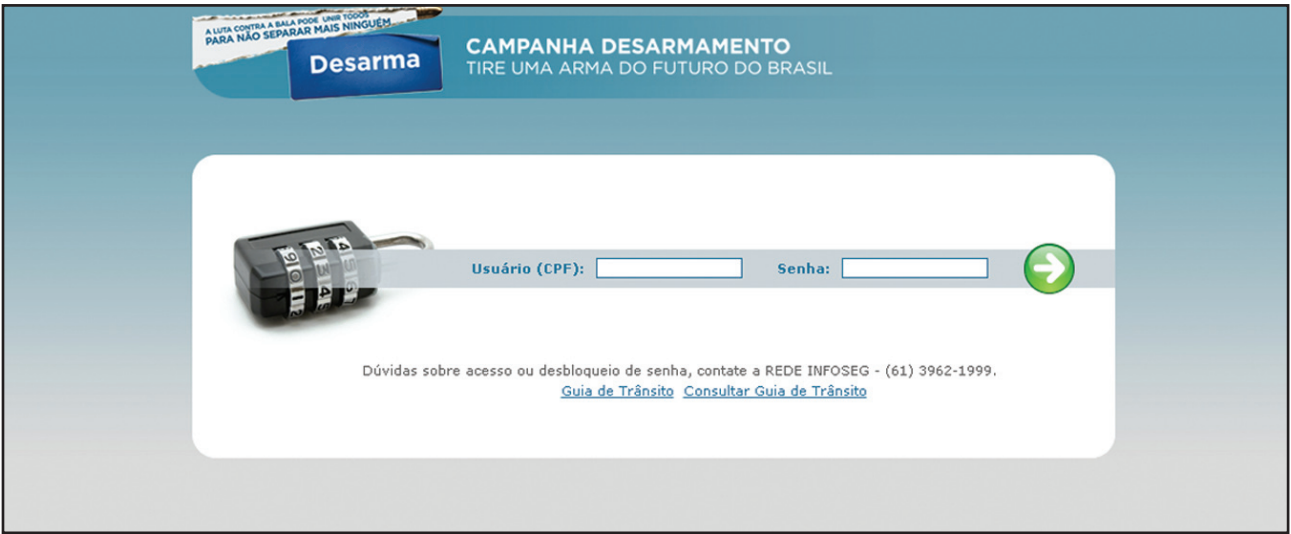 A LUTA CONTRA A BALA PODE UNIR TODOS
PARA NÃO SEPARAR MAIS NINGUÉM
Desarma
CAMPANHA DESARMAMENTO
TIRE UMA ARMA DO FUTURO DO BRASIL
Usuário (CPF): Senha:
Dúvidas sobre acesso ou desbloqueio de senha, contate a REDE INFOSEG - (61) 3962-1999.
Guia de Trânsito Consultar Guia de Trânsito